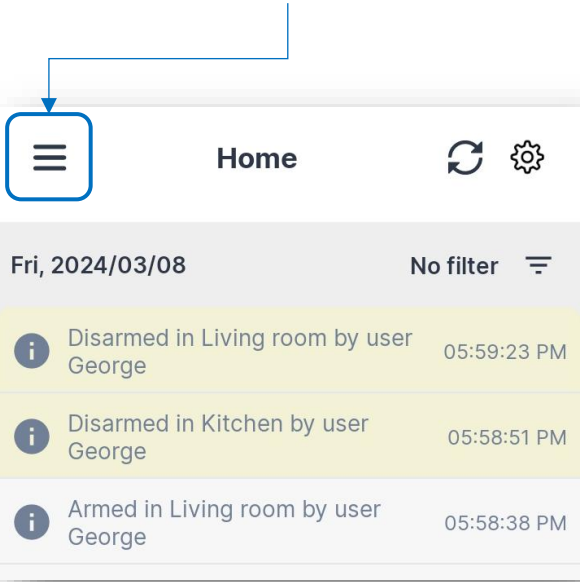 Home
Fri, 2024/03/08 No filter
Disarmed in Living room by user
George
05:59:23 PM
Disarmed in Kitchen by user
George
05:58:51 PM
Armed in Living room by user
George
05:58:38 PM